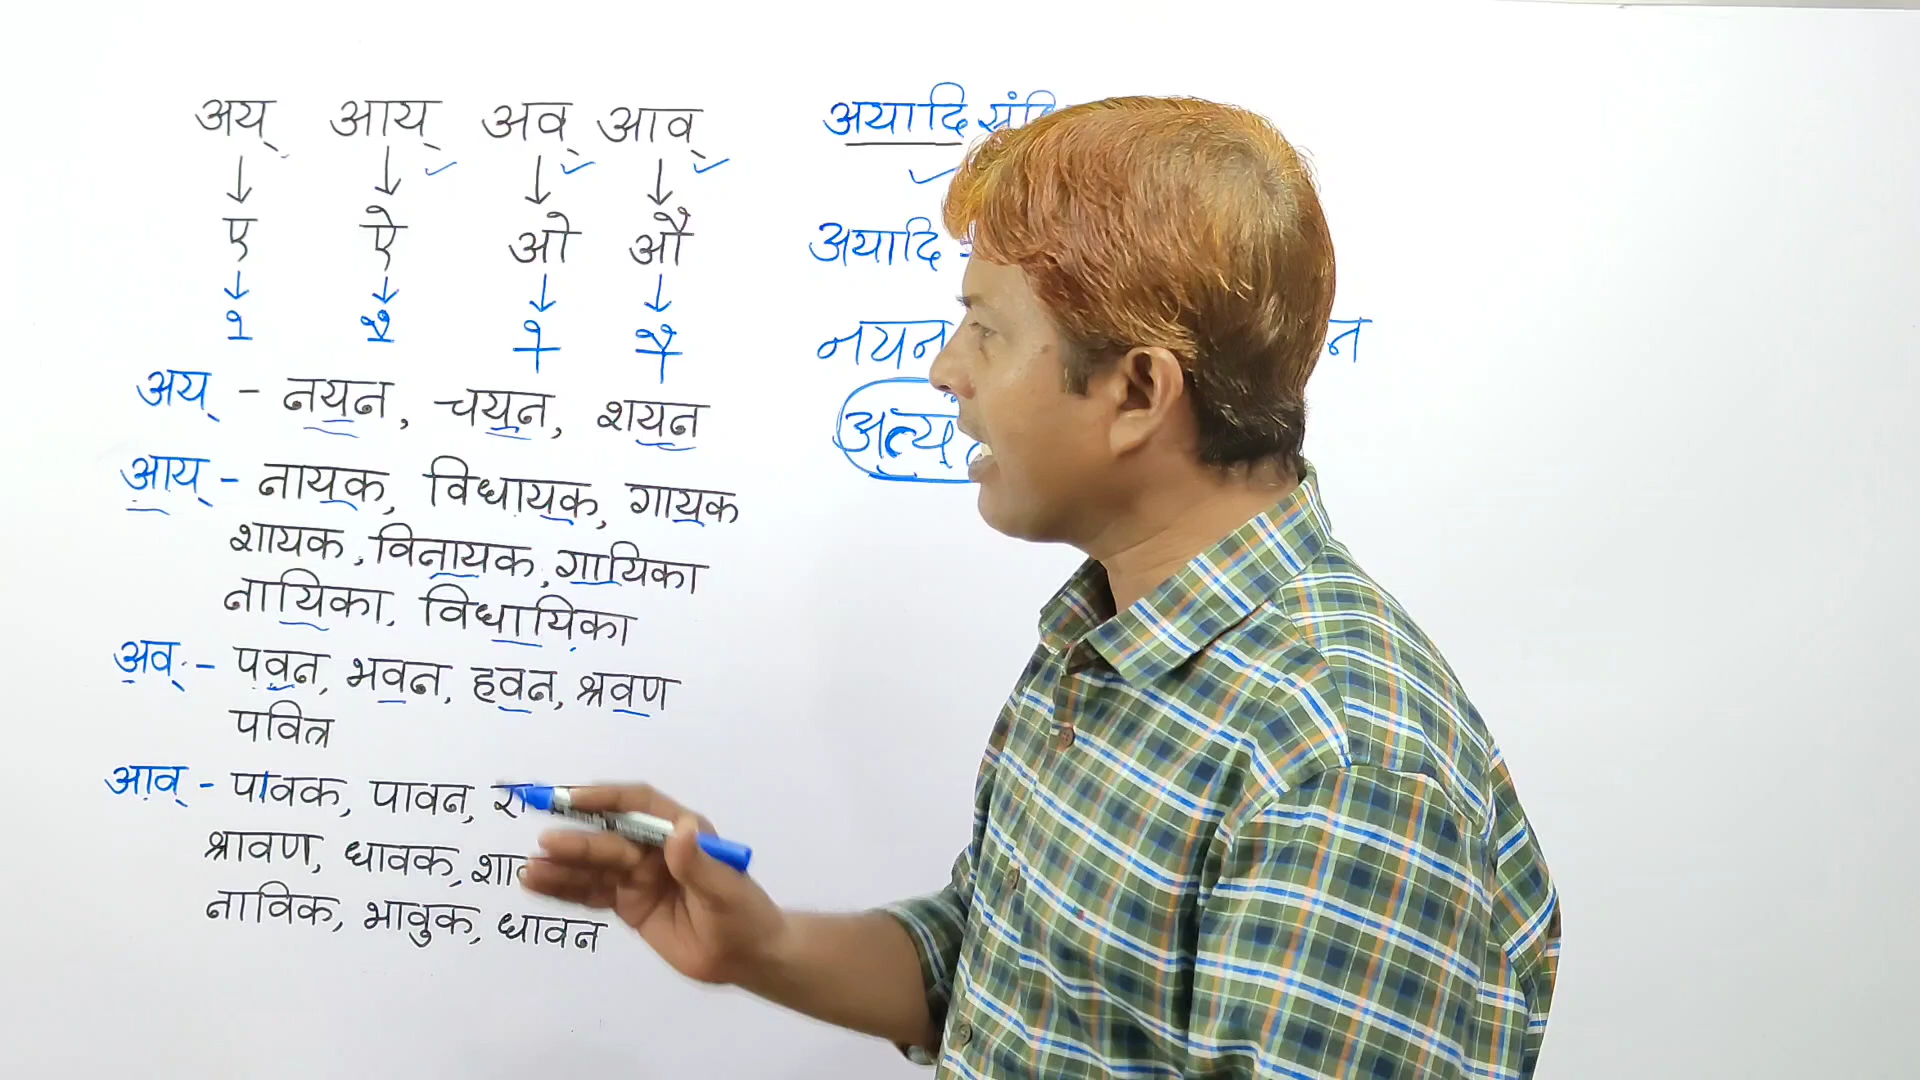 अय् आय् अव् आव्
ए ऐ ओ औ
े ै ो ौ
अय् - नयन, चयन, शयन
आय् - नायक, विधायक, गायक
शायक, विनायक, गायिका
नायिका, विधायिका
अव् - पवन, भवन, हवन, श्रवण
पवित्र
आव् - पावक, पावन,
श्रावण, धावक,
नाविक, भावुक, धावन
अयादि
अयादि -
नयन न